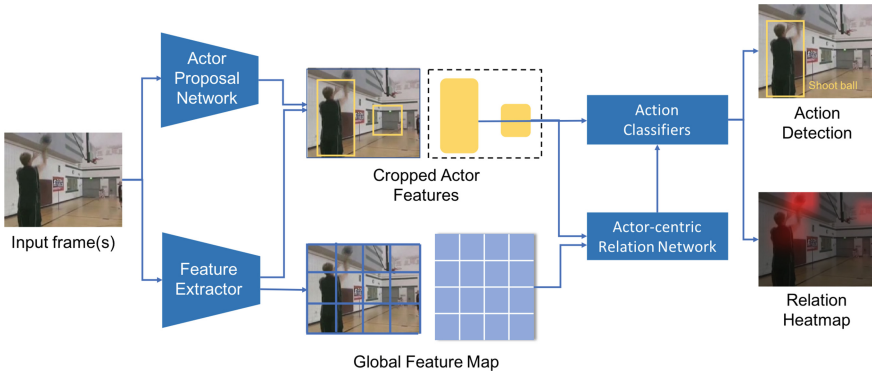 Actor
Proposal
Network
Input frame(s)
Feature
Extractor
Cropped Actor
Features
Global Feature Map
Action
Classifiers
Actor-centric
Relation Network
Shoot ball
Action
Detection
Relation
Heatmap